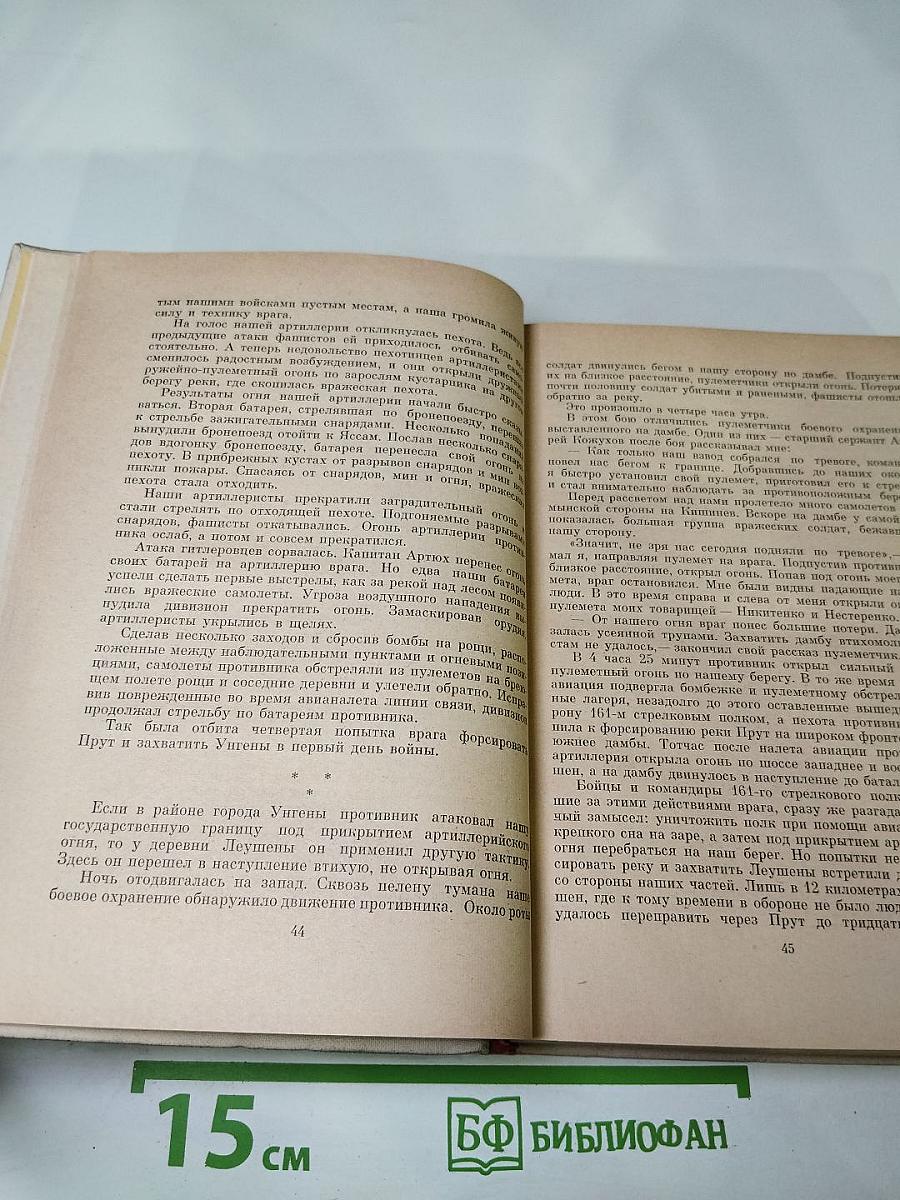 тым нашими войсками пустым местам, а наша громила живую
силу и технику врага.
На голос нашей артиллерии откликнулась пехота. Ведь все
предыдущие атаки фашистов ей приходилось отбивать само-
стоятельно. А теперь недовольство пехотинцев артиллеристами
сменилось радостным возбуждением, и они открыли дружный
ружейно-пулеметный огонь по зарослям кустарника на другом
берегу реки, где скопилась вражеская пехота.
Результаты огня нашей артиллерии начали быстро сказы-
ваться. Вторая батарея, стрелявшая по бронепоезду, перешла
к стрельбе зажигательными снарядами. Несколько попаданий
вынудили бронепоезд отойти к Яссам. Послав несколько снаря-
дов вдогонку бронепоезду, батарея перенесла свой огонь на
пехоту. В прибрежных кустах от разрывов снарядов и мин воз-
никли пожары. Спасаясь от снарядов, мин и огня, вражеская
пехота стала отходить.
Наши артиллеристы прекратили заградительный огонь и
стали стрелять по отходящей пехоте. Подгоняемые разрывами
снарядов, фашисты откатывались. Огонь артиллерии против-
ника ослаб, а потом и совсем прекратился.
Атака гитлеровцев сорвалась. Капитан Артюх перенес огонь
своих батарей на артиллерию врага. Но едва наши батареи
успели сделать первые выстрелы, как за рекой над лесом появи-
лись вражеские самолеты. Угроза воздушного нападения вы-
нудила дивизион прекратить огонь. Замаскировав орудия,
артиллеристы укрылись в щелях.
Сделав несколько заходов и сбросив бомбы на рощи, распо-
ложенные между наблюдательными пунктами и огневыми пози-
циями, самолеты противника обстреляли из пулеметов на брею-
щем полете рощи и соседние деревни и улетели обратно. Испра-
вив поврежденные во время авианалета линии связи, дивизион
продолжал стрельбу по батареям противника.
Так была отбита четвертая попытка врага форсировать
Прут и захватить Унгены в первый день войны.
* *
*
Если в районе города Унгены противник атаковал нашу
государственную границу под прикрытием артиллерийского
огня, то у деревни Леушены он применил другую тактику.
Здесь он перешел в наступление втихую, не открывая огня.
Ночь отодвигалась на запад. Сквозь пелену тумана наше
боевое охранение обнаружило движение противника. Около роты
44
солдат двинулись бегом в нашу сторону по дамбе. Подпустив
их на близкое расстояние, пулеметчики открыли огонь. Потеряв
почти половину солдат убитыми и ранеными, фашисты отошли
обратно за реку.
Это произошло в четыре часа утра.
В этом бою отличились пулеметчики боевого охранения,
выставленного на дамбе. Один из них — старший сержант
рей Кожухов после боя рассказывал мне:
— Как только наш взвод собрался по тревоге,
повел нас бегом к границе. Добравшись до наших
я быстро установил свой пулемет, приготовил его к
и стал внимательно наблюдать за противоположным
Перед рассветом над нами пролетело много самолетов
мынской стороны на Кишинев. Вскоре на дамбе у самой
показалась большая группа вражеских солдат,
нашу сторону.
«Значит, не зря нас сегодня подняли по тревоге»,—
мал я, направляя пулемет на врага. Подпустив
близкое расстояние, открыл огонь. Попав под огонь моего
мета, враг остановился. Мне были видны падающие на
люди. В это время справа и слева от меня открыли
пулемета моих товарищей — Никитенко и Нестеренко.
— От нашего огня враг понес большие потери.
залась усеянной трупами. Захватить дамбу
стам не удалось,— закончил свой рассказ пулеметчик.
В 4 часа 25 минут противник открыл сильный
пулеметный огонь по нашему берегу. В то же время
авиация подвергла бомбежке и пулеметному
ные лагеря, незадолго до этого оставленные
рону 161-м стрелковым полком, а пехота
пила к форсированию реки Прут на широком фронте
южнее дамбы. Тотчас после налета авиации
артиллерия открыла огонь по шоссе западнее и
шен, а на дамбу двинулось в наступление до
Бойцы и командиры 161-го стрелкового
шие за этими действиями врага, сразу же
ный замысел: уничтожить полк при помощи
крепкого сна на заре, а затем под прикрытием
огня перебраться на наш берег. Но попытки
сировать реку и захватить Леушены встретили
со стороны наших частей. Лишь в 12 километрах
шен, где к тому времени в обороне не было
удалось переправить через Прут до
45
15 см
БФ БИБЛИОФАН